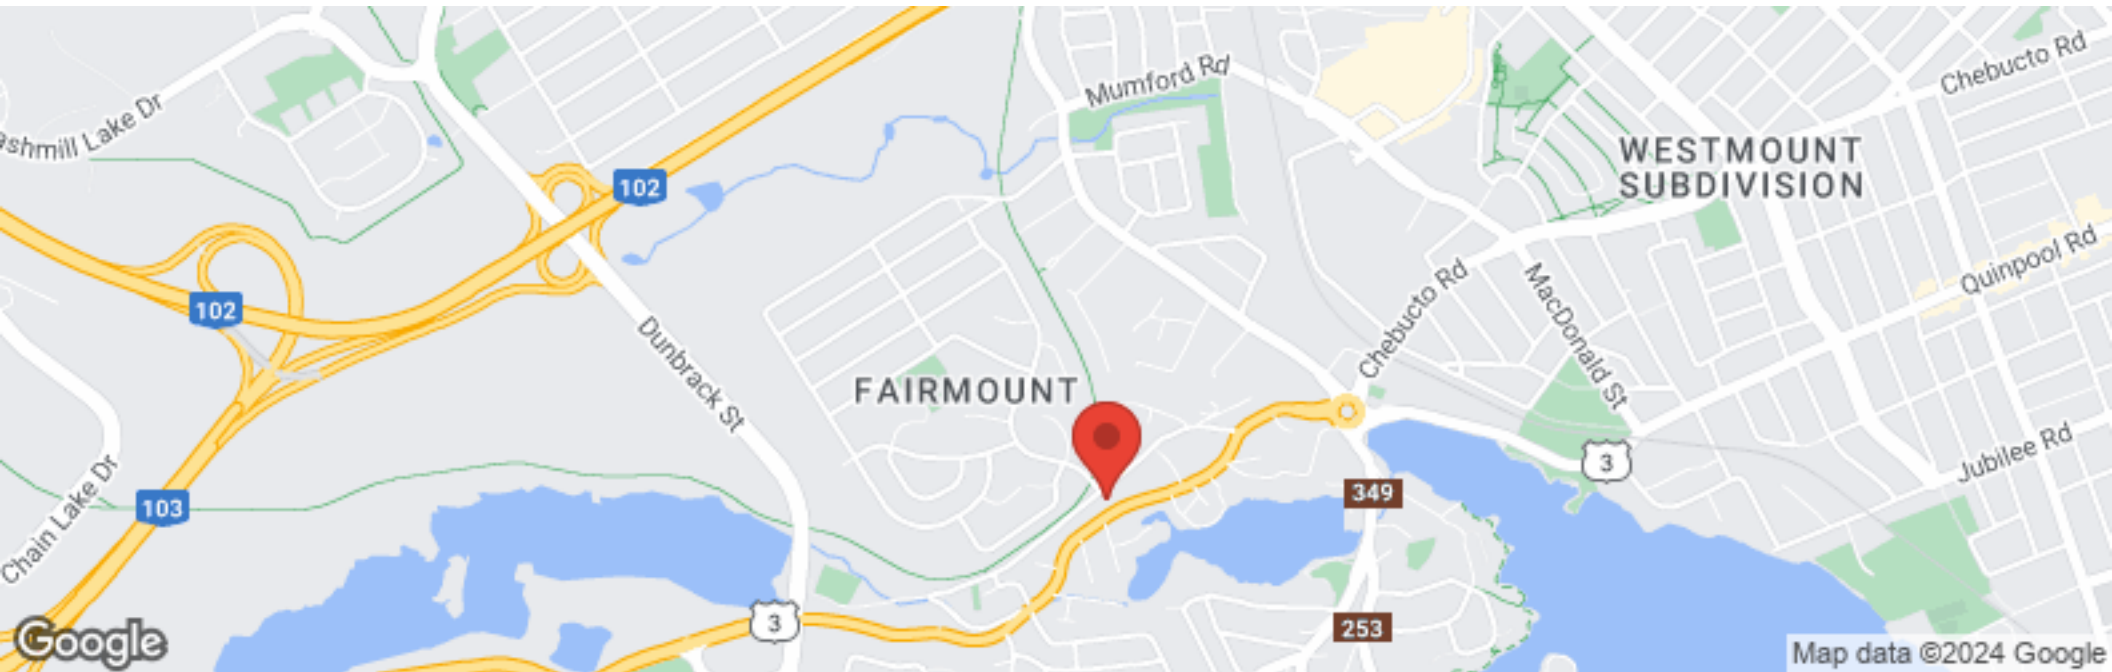 Mumford Rd
Chebucto Rd
ashmill Lake Dr
WESTMOUNT
SUBDIVISION
102
Quinpool Rd
102
Chebucto Rd
MacDonald St
Dunbrack St
FAIRMOUNT
3
Jubilee Rd
349
103
Chain Lake Dr
3
253
Google
Map data ©2024 Google